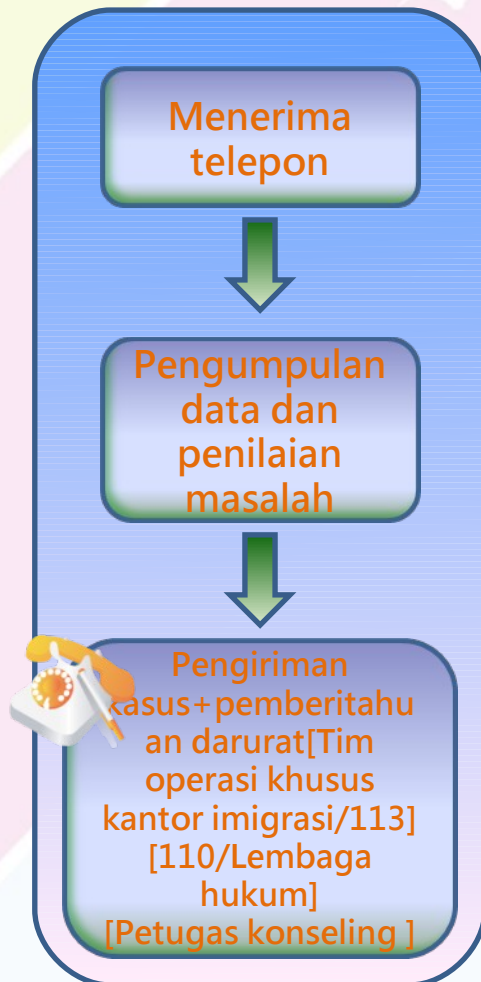 Menerima
telepon
Pengumpulan
data dan
penilaian
masalah
Pengiriman
kasus+pemberitahu
an darurat[Tim
operasi khusus
kantor imigrasi/113]
[110/Lembaga
hukum]
[Petugas konseling ]